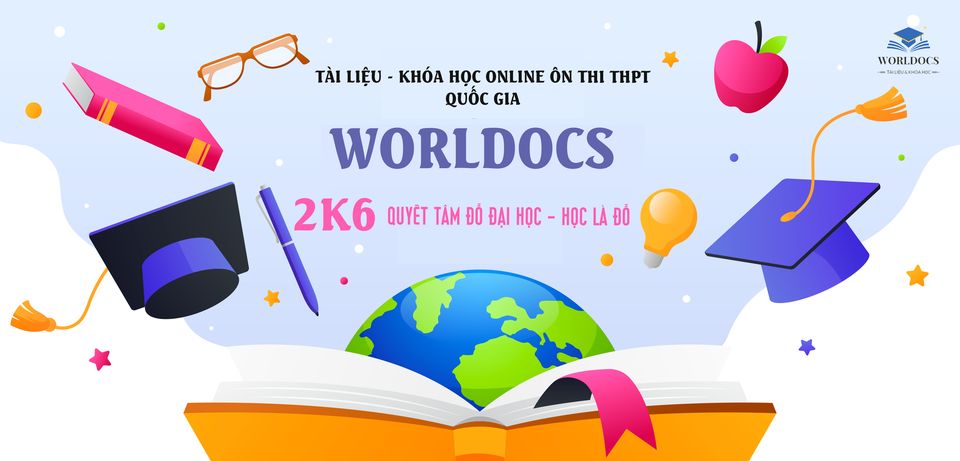 TÀI LIỆU - KHÓA HỌC ONLINE ÔN THI THPT
QUỐC GIA
WORLDOCS
2K6 QUYẾT TÂM ĐỖ ĐẠI HỌC - HỌC LÀ ĐỖ
WORLDOCS
TÀI LIỆU & KHÓA HỌC